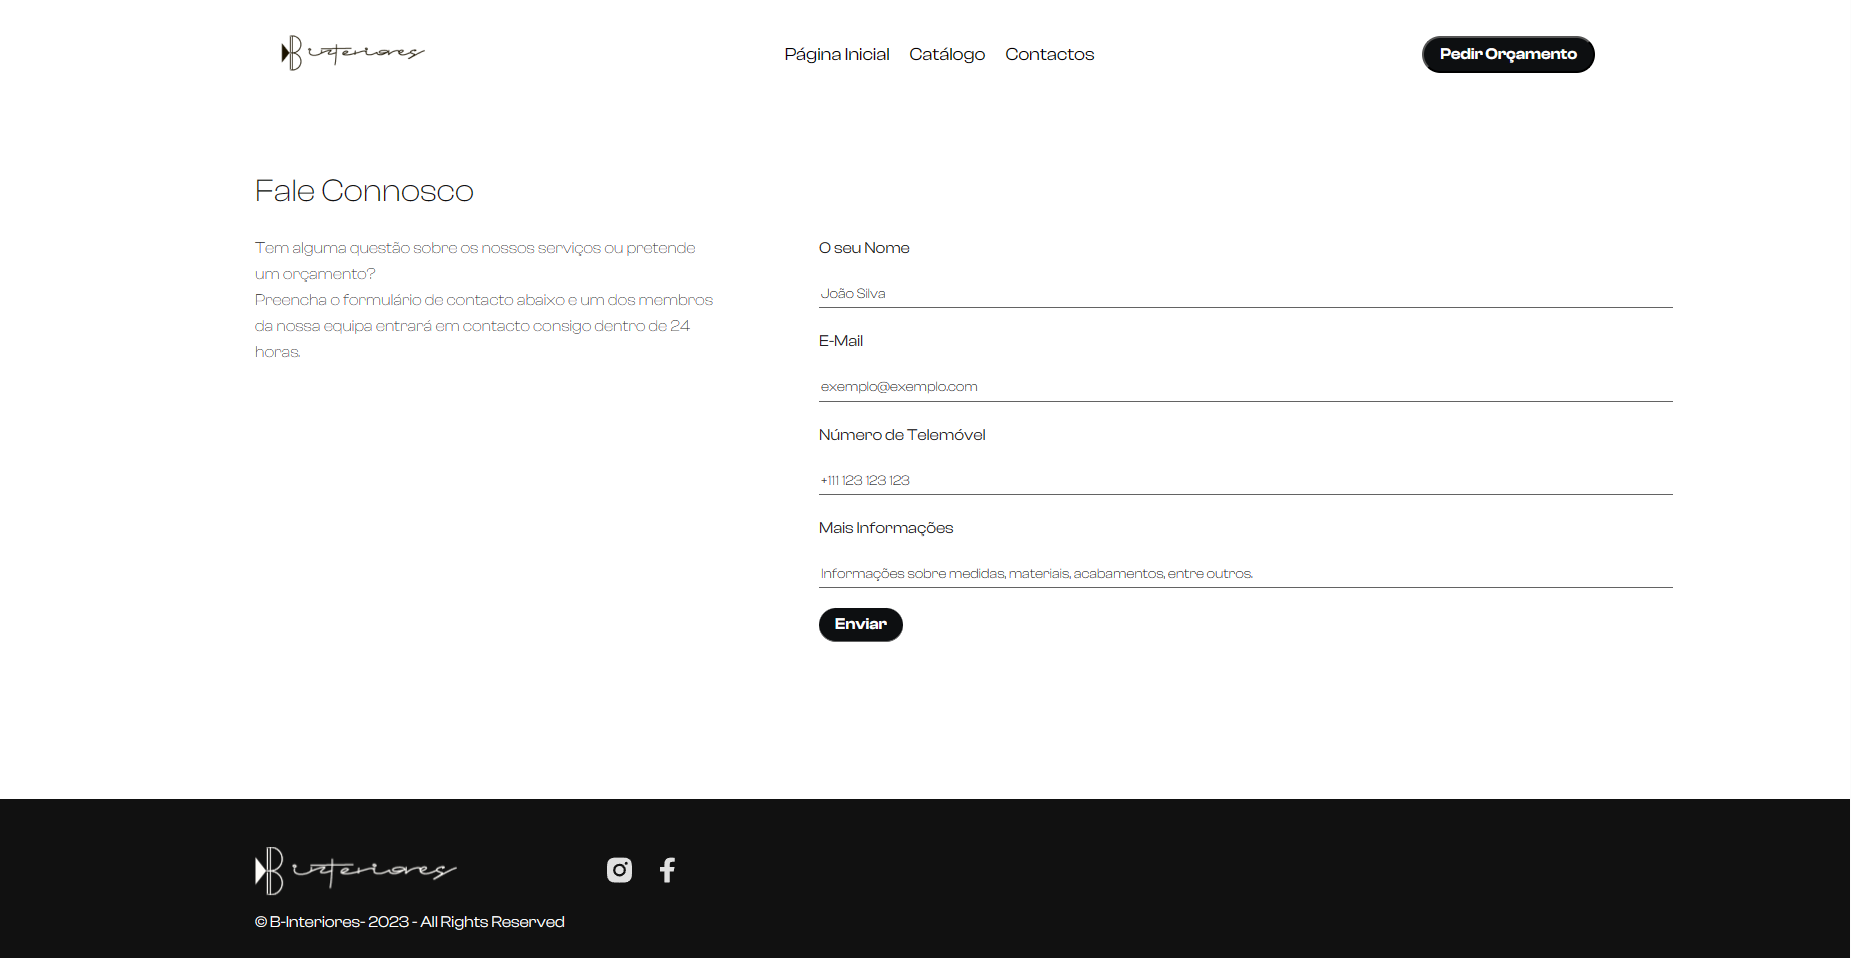 B interiores
Página Inicial Catálogo Contactos
Pedir Orçamento
Fale Connosco
Tem alguma questão sobre os nossos serviços ou pretende
um orçamento?
Preencha o formulário de contacto abaixo e um dos membros
da nossa equipa entrará em contacto consigo dentro de 24
horas.
O seu Nome
João Silva
E-Mail
exemplo@exemplo.com
Número de Telemóvel
+111 123 123 123
Mais Informações
Informações sobre medidas, materiais, acabamentos, entre outros.
Enviar
B interiores
© B-Interiores- 2023 - All Rights Reserved